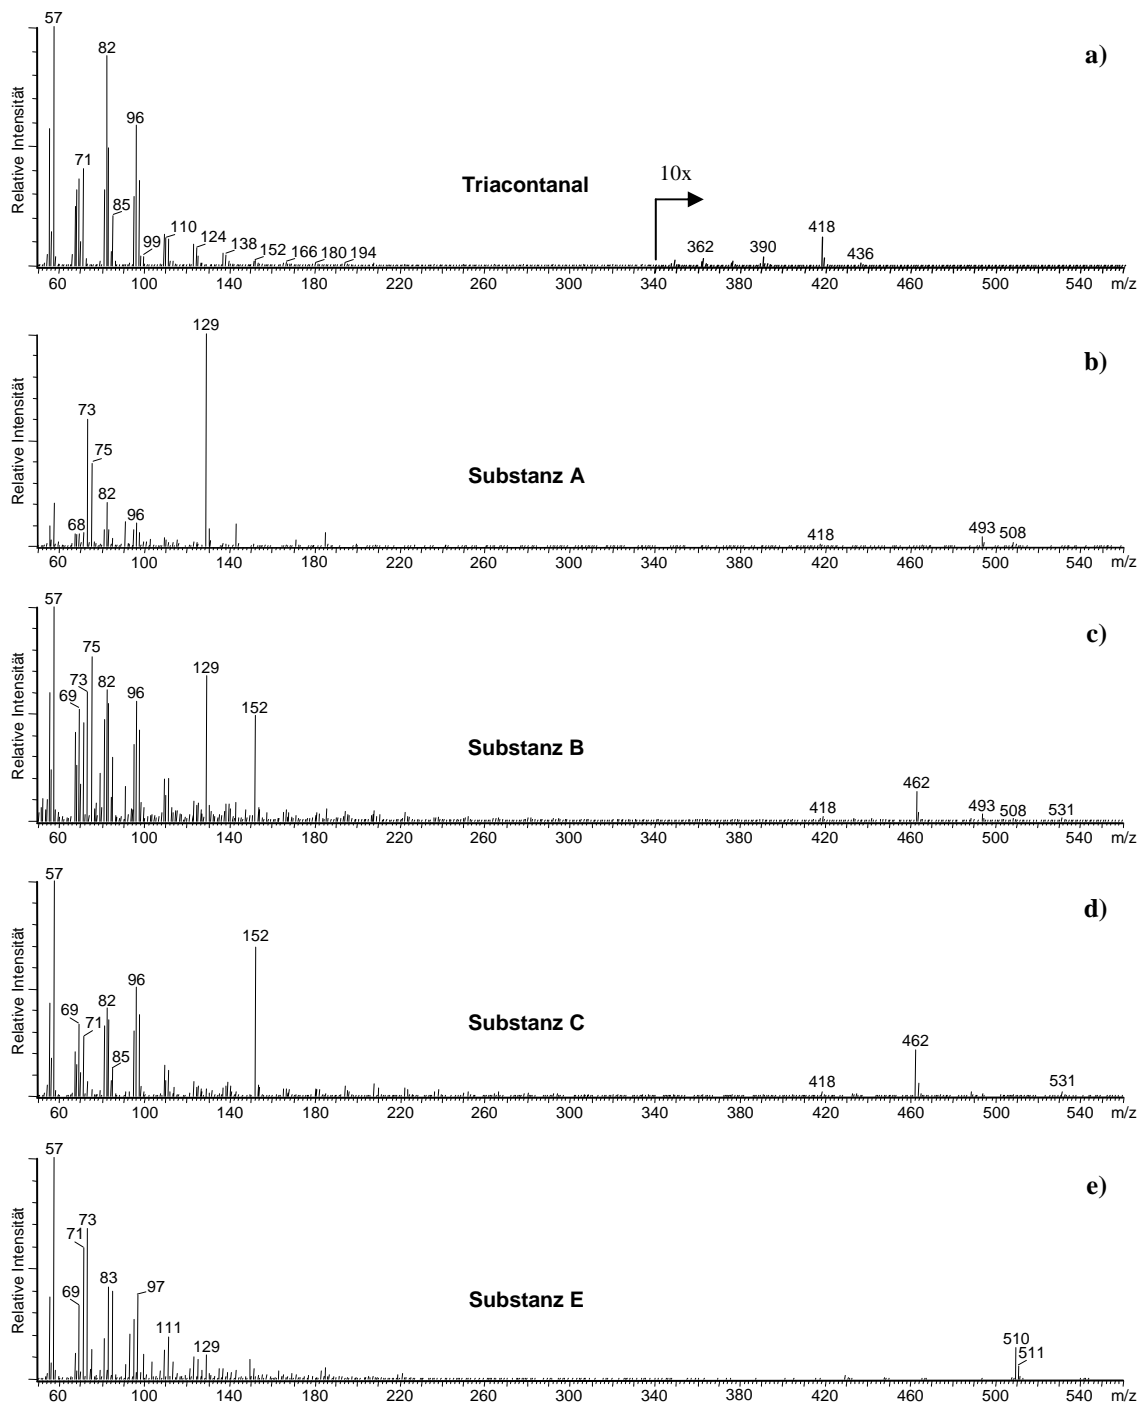 57
82
a)
96
Relative Intensität
71
Triacontanal
10x
85
110
99
124
138
152
166
180
194
362
390
418
436
60 100 140 180 220 260 300 340 380 420 460 500 540 m/z
129
b)
73
75
Relative Intensität
Substanz A
82
68
96
418
493
508
60 100 140 180 220 260 300 340 380 420 460 500 540 m/z
57
c)
75
73
129
82
69
96
152
Relative Intensität
Substanz B
418
462
493
508
531
60 100 140 180 220 260 300 340 380 420 460 500 540 m/z
57
d)
152
96
82
69
71
85
Relative Intensität
Substanz C
418
462
531
60 100 140 180 220 260 300 340 380 420 460 500 540 m/z
57
e)
73
71
83
97
69
Relative Intensität
Substanz E
111
129
510
511
60 100 140 180 220 260 300 340 380 420 460 500 540 m/z